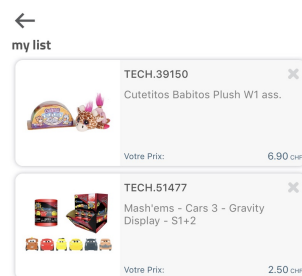 my list
TECH.39150
Cutetitos Babitos Plush W1 ass.
Votre Prix:
6.90 CHF
TECH.51477
Mash'ems - Cars 3 - Gravity
Display - S1+2
Votre Prix:
2.50 CHF